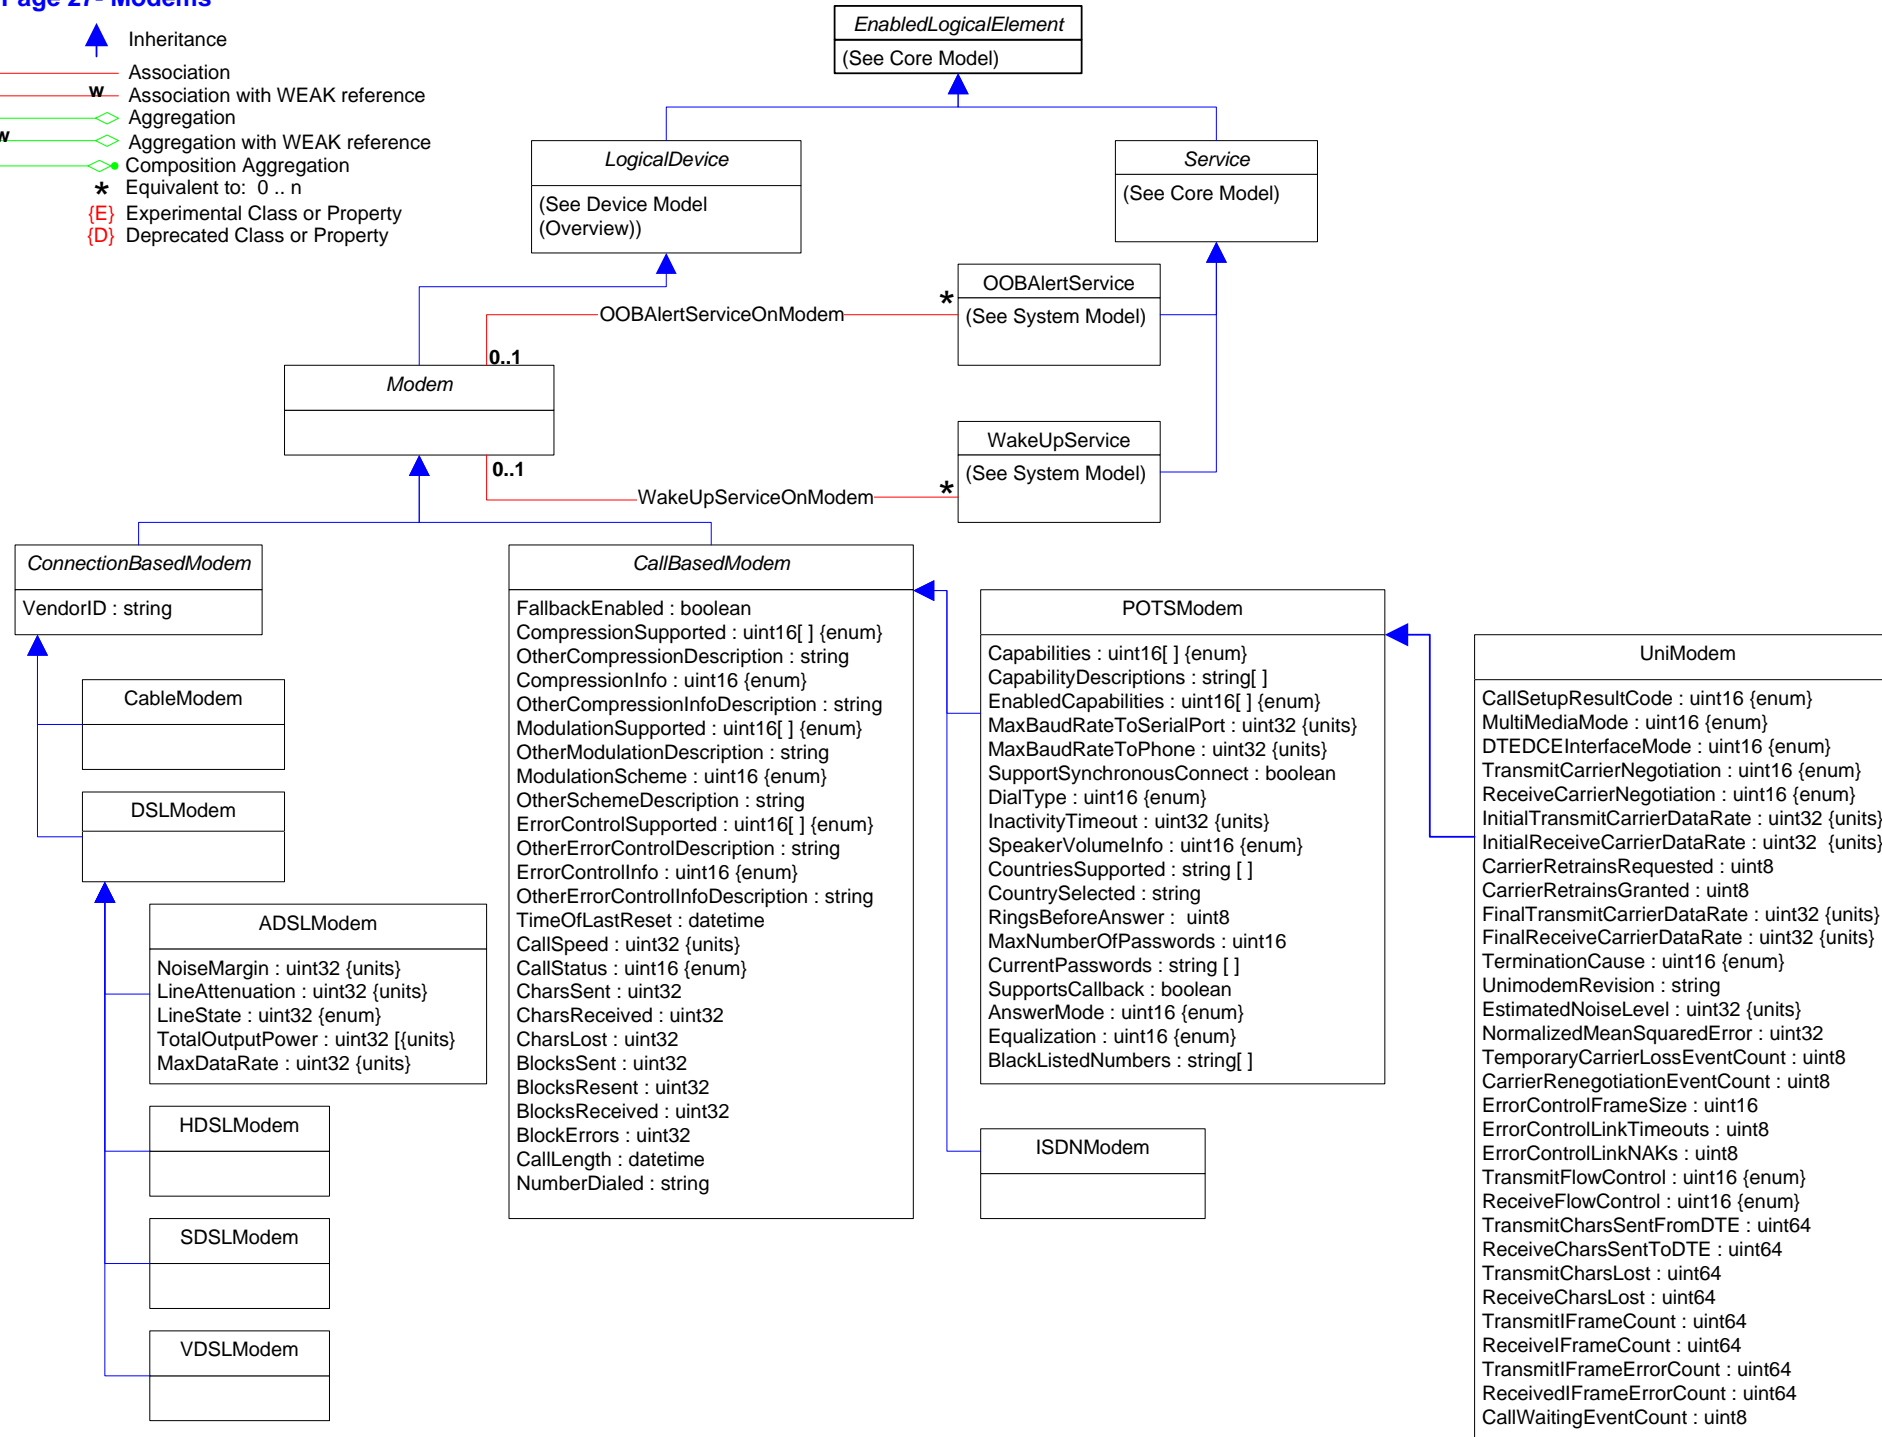 Page 27- Modems
Inheritance
Association
w
Association with WEAK reference
Aggregation
w
Aggregation with WEAK reference
Composition Aggregation
* Equivalent to: 0 .. n
{E} Experimental Class or Property
{D} Deprecated Class or Property
EnabledLogicalElement
(See Core Model)
LogicalDevice
(See Device Model
(Overview))
Service
(See Core Model)
OOBAlertService
(See System Model)
*
OOBAlertServiceOnModem
0..1
Modem
WakeUpService
(See System Model)
0..1
WakeUpServiceOnModem
*
ConnectionBasedModem
VendorID : string
CableModem
DSLModem
ADSLModem
NoiseMargin : uint32 {units}
LineAttenuation : uint32 {units}
LineState : uint32 {enum}
TotalOutputPower : uint32 [{units}
MaxDataRate : uint32 {units}
HDSLModem
SDSLModem
VDSLModem
CallBasedModem
FallbackEnabled : boolean
CompressionSupported : uint16[ ] {enum}
OtherCompressionDescription : string
CompressionInfo : uint16 {enum}
OtherCompressionInfoDescription : string
ModulationSupported : uint16[ ] {enum}
OtherModulationDescription : string
ModulationScheme : uint16 {enum}
OtherSchemeDescription : string
ErrorControlSupported : uint16[ ] {enum}
OtherErrorControlDescription : string
ErrorControlInfo : uint16 {enum}
OtherErrorControlInfoDescription : string
TimeOfLastReset : datetime
CallSpeed : uint32 {units}
CallStatus : uint16 {enum}
CharsSent : uint32
CharsReceived : uint32
CharsLost : uint32
BlocksSent : uint32
BlocksResent : uint32
BlocksReceived : uint32
BlockErrors : uint32
CallLength : datetime
NumberDialed : string
POTSModem
Capabilities : uint16[ ] {enum}
CapabilityDescriptions : string[ ]
EnabledCapabilities : uint16[ ] {enum}
MaxBaudRateToSerialPort : uint32 {units}
MaxBaudRateToPhone : uint32 {units}
SupportSynchronousConnect : boolean
DialType : uint16 {enum}
InactivityTimeout : uint32 {units}
SpeakerVolumeInfo : uint16 {enum}
CountriesSupported : string [ ]
CountrySelected : string
RingsBeforeAnswer :  uint8
MaxNumberOfPasswords : uint16
CurrentPasswords : string [ ]
SupportsCallback : boolean
AnswerMode : uint16 {enum}
Equalization : uint16 {enum}
BlackListedNumbers : string[ ]
ISDNModem
UniModem
CallSetupResultCode : uint16 {enum}
MultiMediaMode : uint16 {enum}
DTEDCEInterfaceMode : uint16 {enum}
TransmitCarrierNegotiation : uint16 {enum}
ReceiveCarrierNegotiation : uint16 {enum}
InitialTransmitCarrierDataRate : uint32 {units}
InitialReceiveCarrierDataRate : uint32  {units}
CarrierRetrainsRequested : uint8
CarrierRetrainsGranted : uint8
FinalTransmitCarrierDataRate : uint32 {units}
FinalReceiveCarrierDataRate : uint32 {units}
TerminationCause : uint16 {enum}
UnimodemRevision : string
EstimatedNoiseLevel : uint32 {units}
NormalizedMeanSquaredError : uint32
TemporaryCarrierLossEventCount : uint8
CarrierRenegotiationEventCount : uint8
ErrorControlFrameSize : uint16
ErrorControlLinkTimeouts : uint8
ErrorControlLinkNAKs : uint8
TransmitFlowControl : uint16 {enum}
ReceiveFlowControl : uint16 {enum}
TransmitCharsSentFromDTE : uint64
ReceiveCharsSentToDTE : uint64
TransmitCharsLost : uint64
ReceiveCharsLost : uint64
TransmitIFrameCount : uint64
ReceiveIFrameCount : uint64
TransmitIFrameErrorCount : uint64
ReceivedIFrameErrorCount : uint64
CallWaitingEventCount : uint8